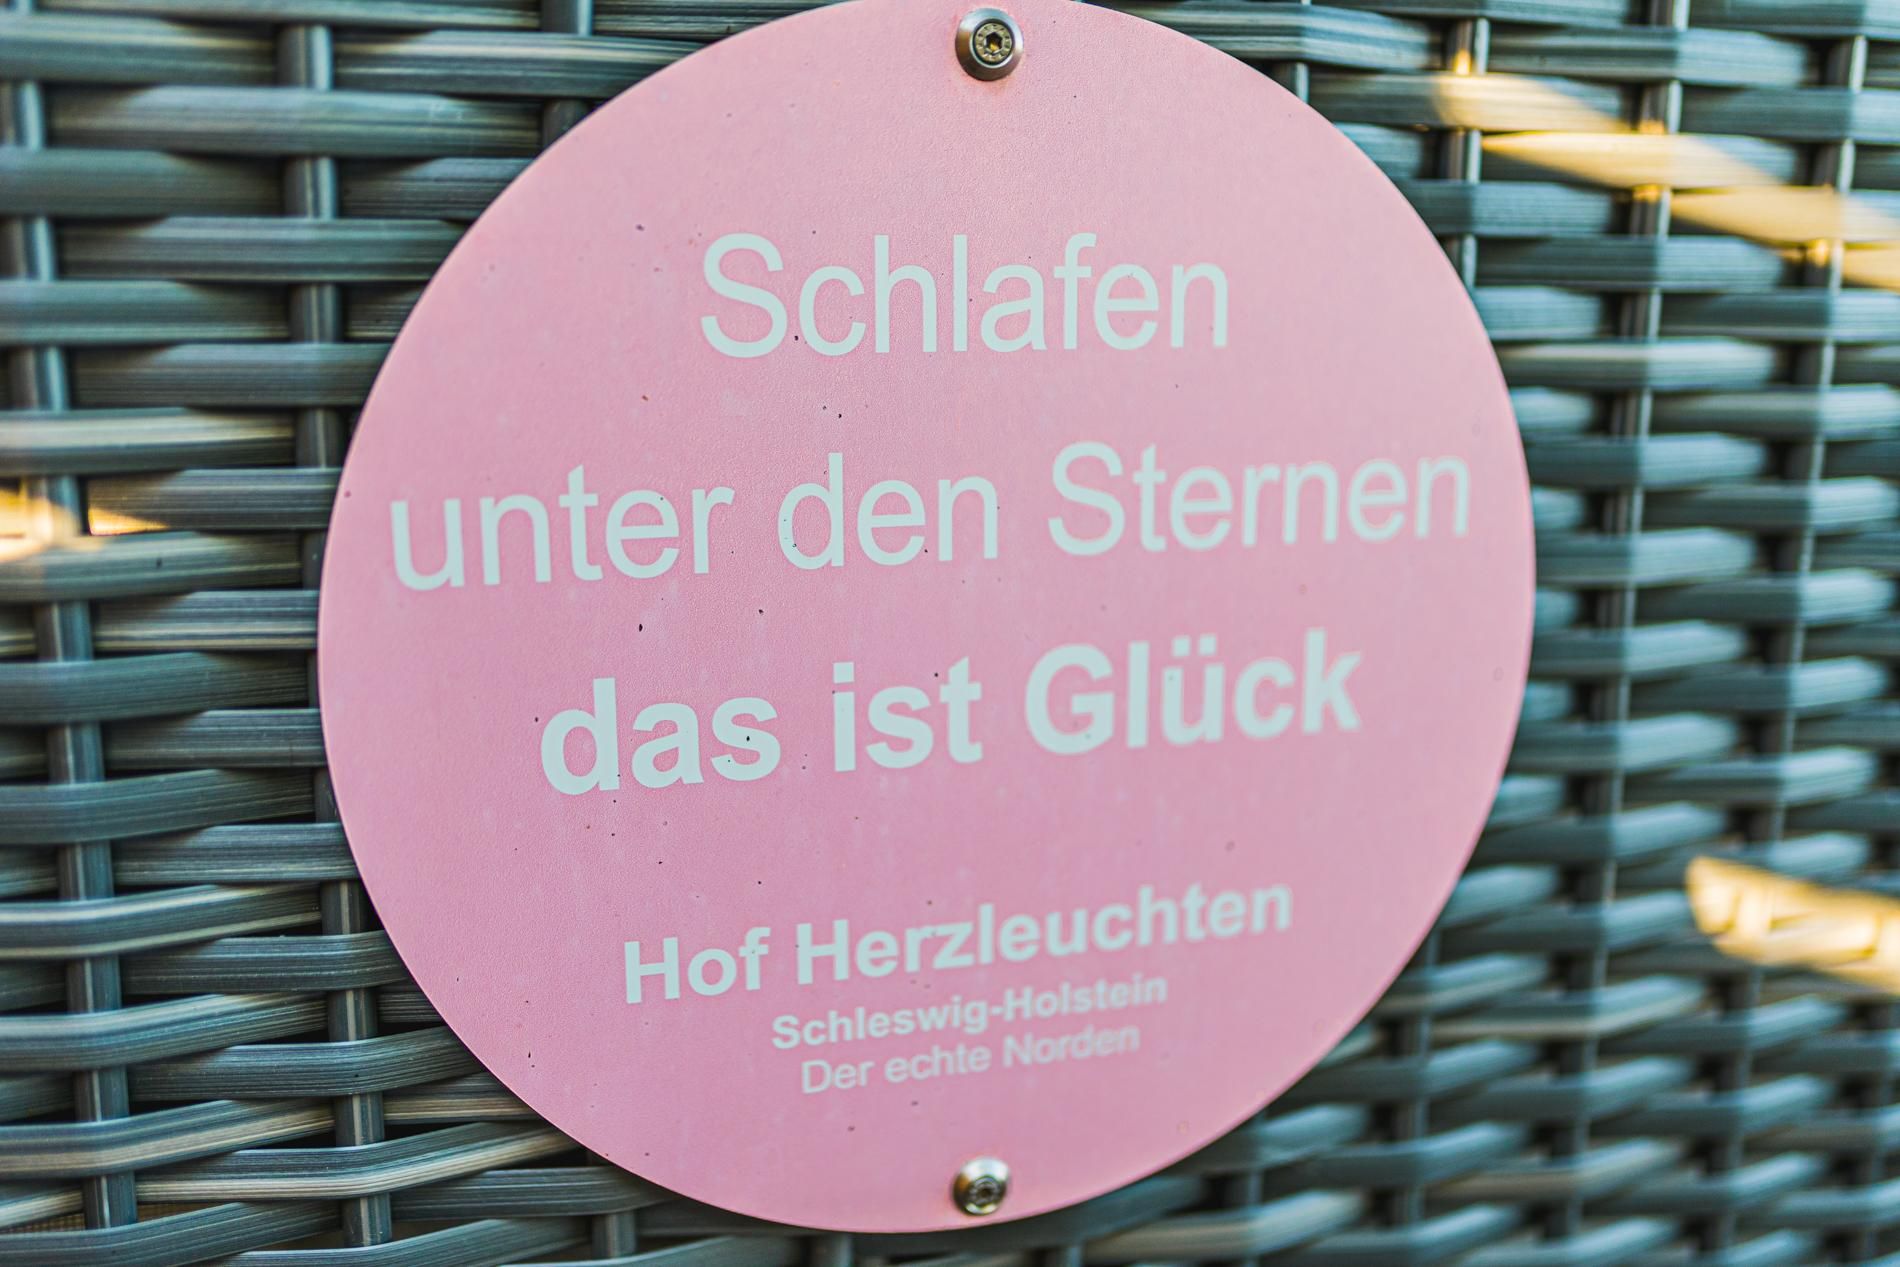 Schlafen
unter den Sternen
das ist Glück
Hof Herzleuchten
Schleswig-Holstein
Der echte Norden